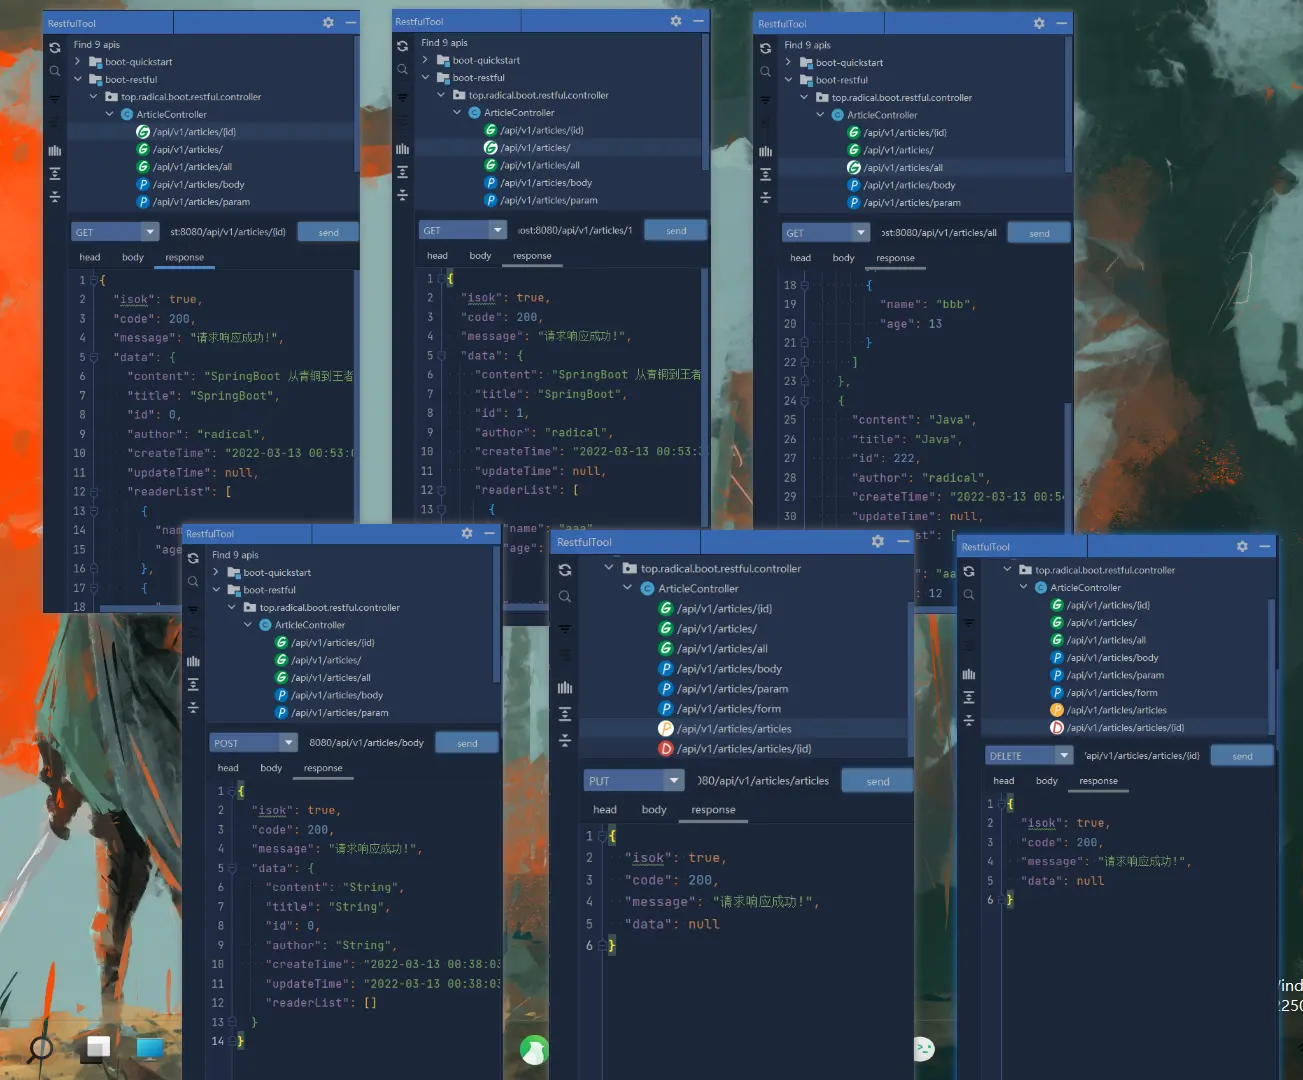 RestfulTool
Find 9 apis
boot-quickstart
boot-restful
top.radical.boot.restful.controller
ArticleController
/api/v1/articles/{id}
/api/v1/articles/
/api/v1/articles/all
/api/v1/articles/body
/api/v1/articles/param
GET
st:8080/api/v1/articles/{id}
send
head body response
1 {
2 "isok": true,
3 "code": 200,
4 "message": "请求响应成功!",
5 "data": {
6 "content": "SpringBoot 从青铜到王者
7 "title": "SpringBoot",
8 "id": 0,
9 "author": "radical",
10 "createTime": "2022-03-13 00:53:
11 "updateTime": null,
12 "readerList": [
13 {
14
15
16 },
17 {
18
RestfulTool
Find 9 apis
boot-quickstart
boot-restful
top.radical.boot.restful.controller
ArticleController
/api/v1/articles/{id}
/api/v1/articles/
/api/v1/articles/all
/api/v1/articles/body
/api/v1/articles/param
GET
ost:8080/api/v1/articles/1
send
head body response
1 {
2 "isok": true,
3 "code": 200,
4 "message": "请求响应成功!",
5 "data": {
6 "content": "SpringBoot 从青铜到王者
7 "title": "SpringBoot",
8 "id": 1,
9 "author": "radical",
10 "createTime": "2022-03-13 00:53:
11 "updateTime": null,
12 "readerList": [
13 {
name": "aaa"
age":
RestfulTool
Find 9 apis
boot-quickstart
boot-restful
top.radical.boot.restful.controller
ArticleController
/api/v1/articles/{id}
/api/v1/articles/
/api/v1/articles/all
/api/v1/articles/body
/api/v1/articles/param
GET
ost:8080/api/v1/articles/all
send
head body response
18 {
19 "name": "bbb",
20 "age": 13
21 }
22 ]
23 },
24 {
25 "content": "Java",
26 "title": "Java",
27 "id": 222,
28 "author": "radical",
29 "createTime": "2022-03-13 00:5
30 "updateTime": null,
st": [
: 12
RestfulTool
Find 9 apis
boot-quickstart
boot-restful
top.radical.boot.restful.controller
ArticleController
/api/v1/articles/{id}
/api/v1/articles/
/api/v1/articles/all
/api/v1/articles/body
/api/v1/articles/param
POST
8080/api/v1/articles/body
send
head body response
1 {
2 "isok": true,
3 "code": 200,
4 "message": "请求响应成功!",
5 "data": {
6 "content": "String",
7 "title": "String",
8 "id": 0,
9 "author": "String",
10 "createTime": "2022-03-13 00:38:03
11 "updateTime": "2022-03-13 00:38:03
12 "readerList": []
13 }
14 }
RestfulTool
top.radical.boot.restful.controller
ArticleController
/api/v1/articles/{id}
/api/v1/articles/
/api/v1/articles/all
/api/v1/articles/body
/api/v1/articles/param
/api/v1/articles/form
/api/v1/articles/articles
/api/v1/articles/articles/{id}
PUT
080/api/v1/articles/articles
send
head body response
1 {
2 "isok": true,
3 "code": 200,
4 "message": "请求响应成功!",
5 "data": null
6 }
RestfulTool
top.radical.boot.restful.controller
ArticleController
/api/v1/articles/{id}
/api/v1/articles/
/api/v1/articles/all
/api/v1/articles/body
/api/v1/articles/param
/api/v1/articles/form
/api/v1/articles/articles
/api/v1/articles/articles/{id}
DELETE
/api/v1/articles/articles/{id}
send
head body response
1 {
2 "isok": true,
3 "code": 200,
4 "message": "请求响应成功!",
5 "data": null
6 }